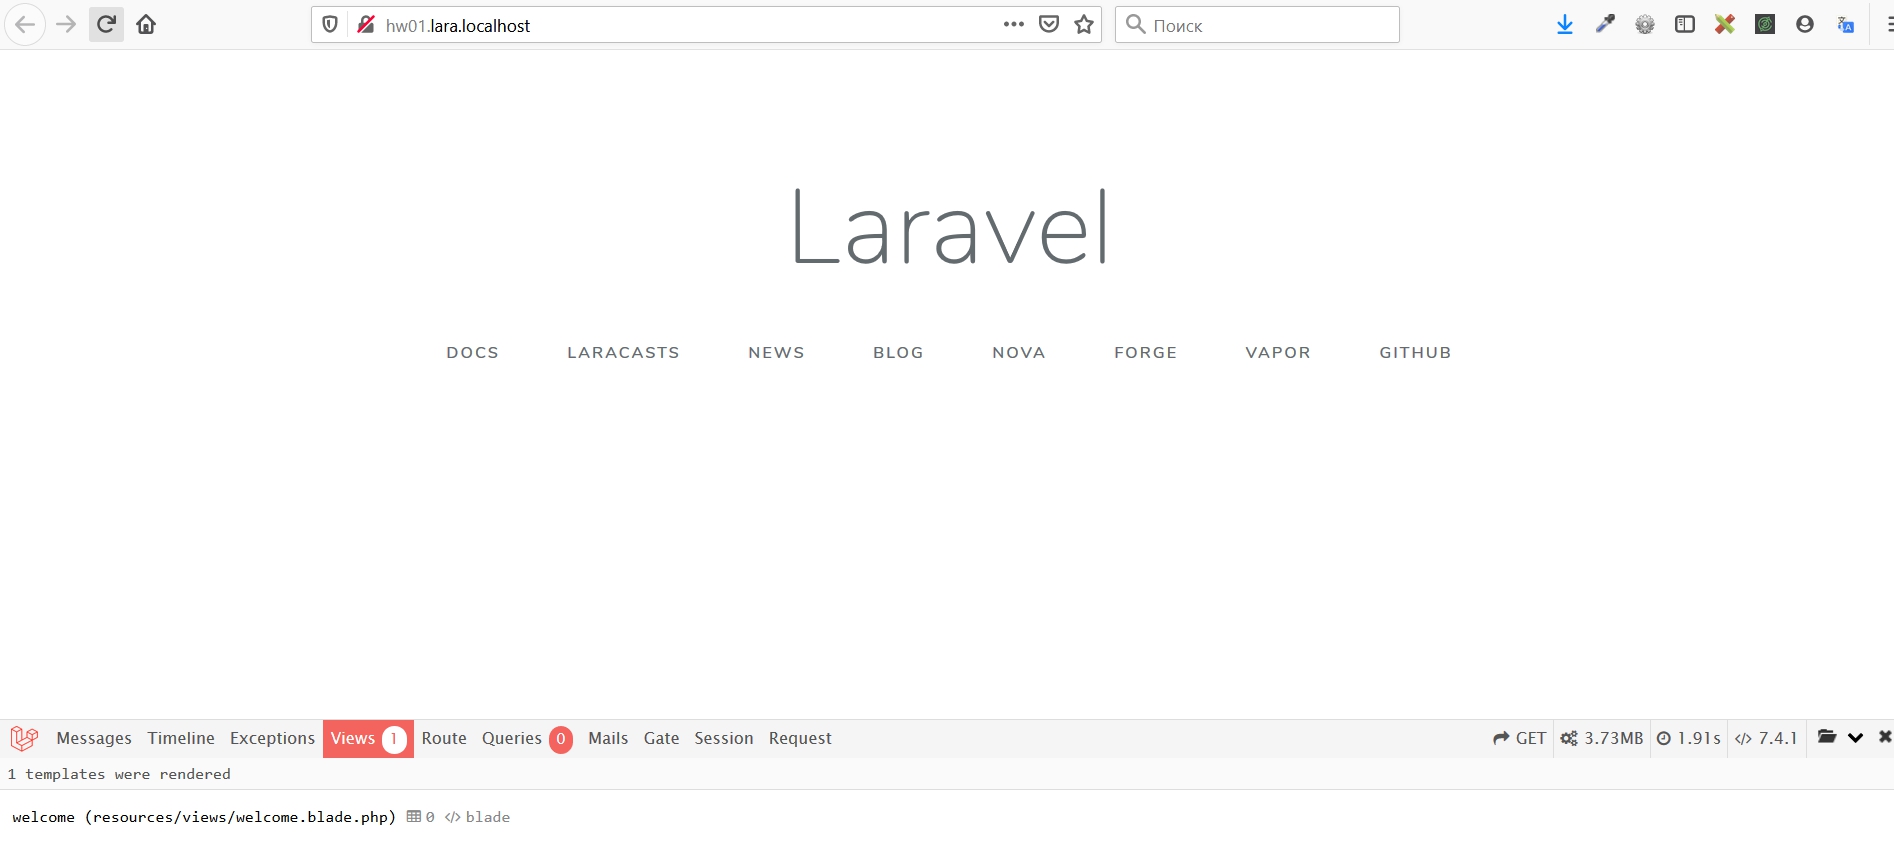 hw01.lara.localhost Поиск
Laravel
DOCS LARACASTS NEWS BLOG NOVA FORGE VAPOR GITHUB
Messages Timeline Exceptions Views 1 Route Queries 0 Mails Gate Session Request GET 3.73MB 1.91s </> 7.4.1
1 templates were rendered
welcome (resources/views/welcome.blade.php) 0 </> blade